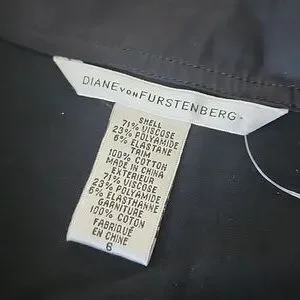 DIANE VON FURSTENBERG
SHELL
71% VISCOSE
23% POLYAMIDE
6% ELASTANE
TRIM
100% COTTON
MADE IN CHINA
EXTERIEUR
71% VISCOSE
23% POLYAMIDE
6% ELASTHANNE
GARNITURE
100% COTON
FABRIQUÉ
EN CHINE
6